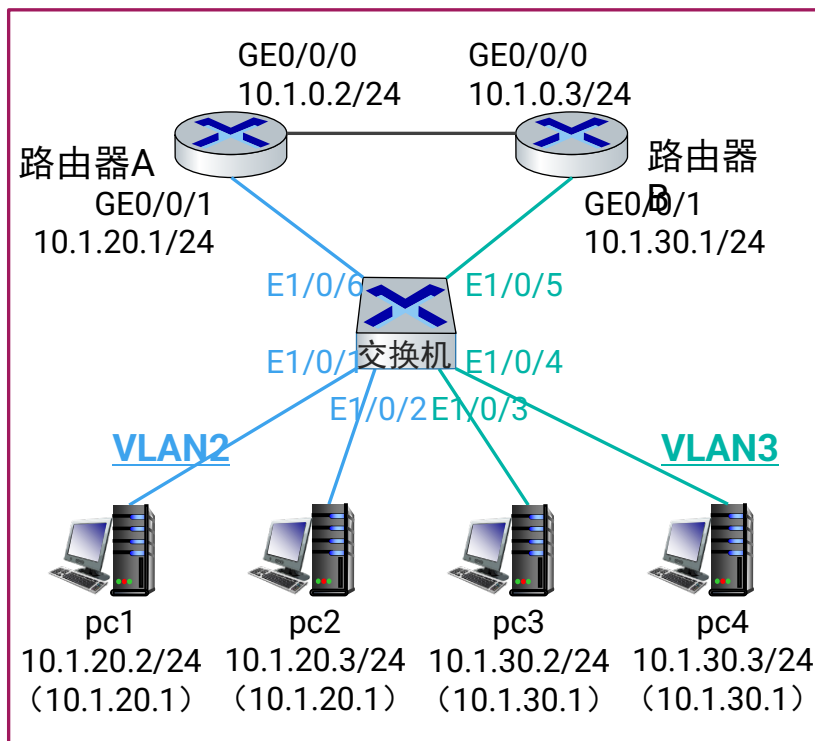 GE0/0/0
GE0/0/0
10.1.0.2/24
10.1.0.3/24
路由器A
路由器
B
GE0/0/1
10.1.20.1/24
GE0/0/1
10.1.30.1/24
E1/0/6
E1/0/5
交换机
E1/0/1
E1/0/4
E1/0/2
E1/0/3
VLAN2
VLAN3
pc1
10.1.20.2/24
（10.1.20.1）
pc2
10.1.20.3/24
（10.1.20.1）
pc3
10.1.30.2/24
（10.1.30.1）
pc4
10.1.30.3/24
（10.1.30.1）